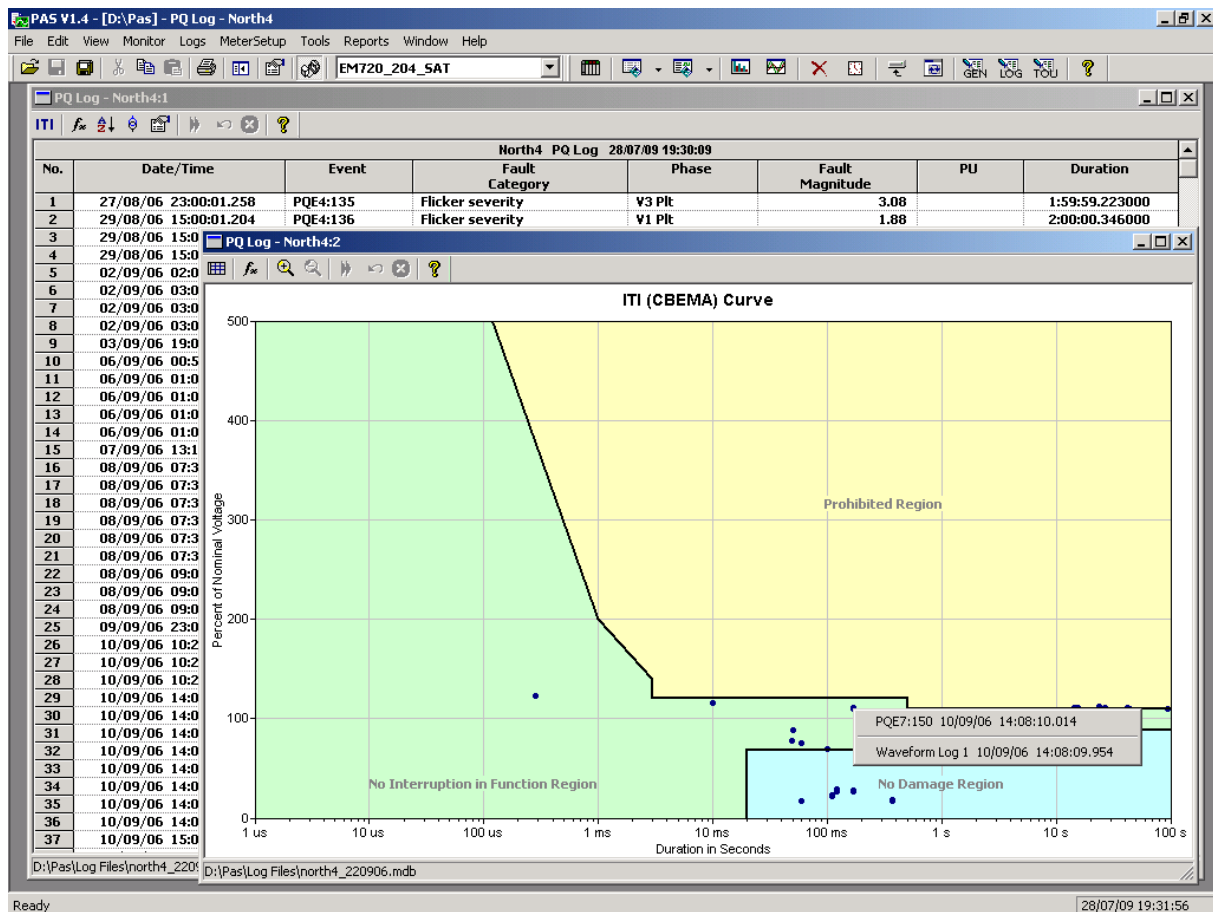 PAS V1.4 - [D:\Pas] - PQ Log - North4
File Edit View Monitor Logs MeterSetup Tools Reports Window Help
EM720_204_SAT
GEN LOG TOU
PQ Log - North4:1
ITI
North4 PQ Log 28/07/09 19:30:09
No. Date/Time Event Fault Category Phase Fault Magnitude PU Duration
1 27/08/06 23:00:01.258 PQE4:135 Flicker severity V3 Plt 3.08 1:59:59.223000
2 29/08/06 15:00:01.204 PQE4:136 Flicker severity V1 Plt 1.88 2:00:00.346000
3 29/08/06 15:0
4 29/08/06 15:0
5 02/09/06 02:0
6 02/09/06 03:0
7 02/09/06 03:0
8 02/09/06 03:0
9 03/09/06 19:0
10 06/09/06 00:5
11 06/09/06 01:0
12 06/09/06 01:0
13 06/09/06 01:0
14 06/09/06 01:0
15 07/09/06 13:1
16 08/09/06 07:3
17 08/09/06 07:3
18 08/09/06 07:3
19 08/09/06 07:3
20 08/09/06 07:3
21 08/09/06 07:3
22 08/09/06 09:0
23 08/09/06 09:0
24 08/09/06 09:0
25 09/09/06 23:0
26 10/09/06 10:2
27 10/09/06 10:2
28 10/09/06 10:2
29 10/09/06 14:0
30 10/09/06 14:0
31 10/09/06 14:0
32 10/09/06 14:0
33 10/09/06 14:0
34 10/09/06 14:0
35 10/09/06 14:0
36 10/09/06 14:0
37 10/09/06 15:0
D:\Pas\Log Files\north4_2209
PQ Log - North4:2
ITI (CBEMA) Curve
Percent of Nominal Voltage
500
400
300
200
100
0
Prohibited Region
No Interruption in Function Region
No Damage Region
PQE7:150 10/09/06 14:08:10.014
Waveform Log 1 10/09/06 14:08:09.954
1 us 10 us 100 us 1 ms 10 ms 100 ms 1 s 10 s 100 s
Duration in Seconds
D:\Pas\Log Files\north4_220906.mdb
Ready
28/07/09 19:31:56